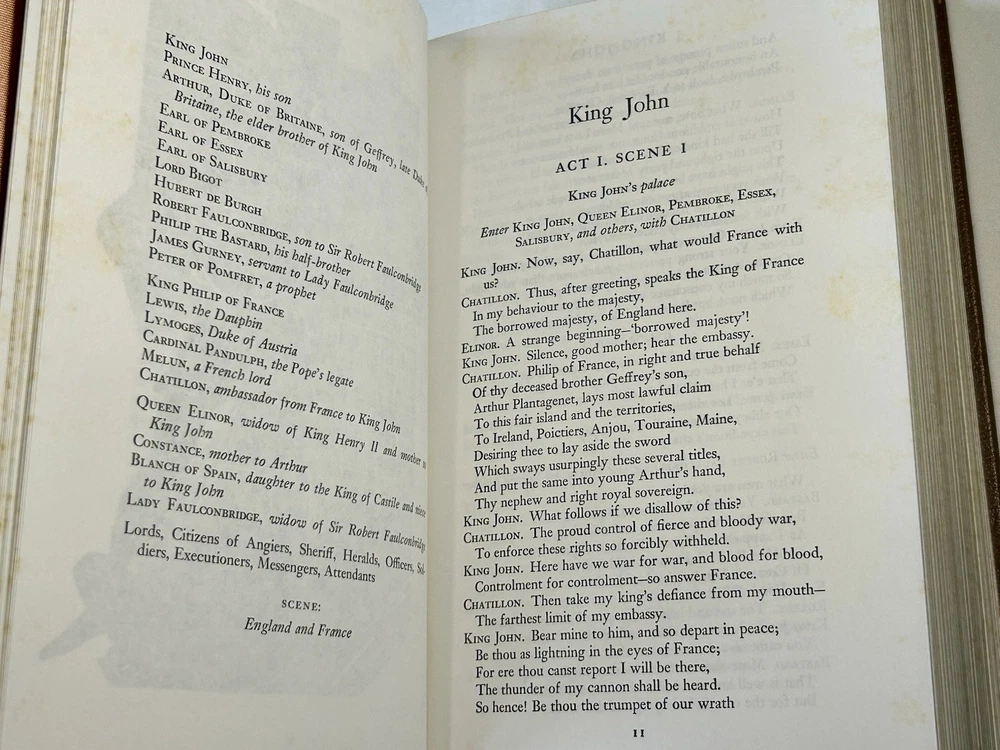 KING JOHN
PRINCE HENRY, his son
ARTHUR, DUKE OF BRITAINE, son of Geffrey, late Duke of
Britaine, the elder brother of King John
EARL OF PEMBROKE
EARL OF ESSEX
EARL OF SALISBURY
LORD BIGOT
HUBERT DE BURGH
ROBERT FAULCONBRIDGE, son to Sir Robert Faulconbridge
PHILIP THE BASTARD, his half-brother
JAMES GURNEY, servant to Lady Faulconbridge
PETER OF POMFRET, a prophet
KING PHILIP OF FRANCE
LEWIS, the Dauphin
LYMOGES, Duke of Austria
CARDINAL PANDULPH, the Pope's legate
MELUN, a French lord
CHATILLON, ambassador from France to King John
QUEEN ELINOR, widow of King Henry II and mother to
King John
CONSTANCE, mother to Arthur
BLANCH OF SPAIN, daughter to the King of Castile and niece
to King John
LADY FAULCONBRIDGE, widow of Sir Robert Faulconbridge
Lords, Citizens of Angiers, Sheriff, Heralds, Officers, Sol-
diers, Executioners, Messengers, Attendants
SCENE:
England and France
King John
ACT I. SCENE I
KING JOHN'S palace
Enter KING JOHN, QUEEN ELINOR, PEMBROKE, ESSEX,
SALISBURY, and others, with CHATILLON
KING JOHN. Now, say, Chatillon, what would France with
us?
CHATILLON. Thus, after greeting, speaks the King of France
In my behaviour to the majesty,
The borrowed majesty, of England here.
ELINOR. A strange beginning—'borrowed majesty'!
KING JOHN. Silence, good mother; hear the embassy.
CHATILLON. Philip of France, in right and true behalf
Of thy deceased brother Geffrey's son,
Arthur Plantagenet, lays most lawful claim
To this fair island and the territories,
To Ireland, Poictiers, Anjou, Touraine, Maine,
Desiring thee to lay aside the sword
Which sways usurpingly these several titles,
And put the same into young Arthur's hand,
Thy nephew and right royal sovereign.
KING JOHN. What follows if we disallow of this?
CHATILLON. The proud control of fierce and bloody war,
To enforce these rights so forcibly withheld.
KING JOHN. Here have we war for war, and blood for blood,
Controlment for controlment—so answer France.
CHATILLON. Then take my king's defiance from my mouth—
The farthest limit of my embassy.
KING JOHN. Bear mine to him, and so depart in peace;
Be thou as lightning in the eyes of France;
For ere thou canst report I will be there,
The thunder of my cannon shall be heard.
So hence! Be thou the trumpet of our wrath
11